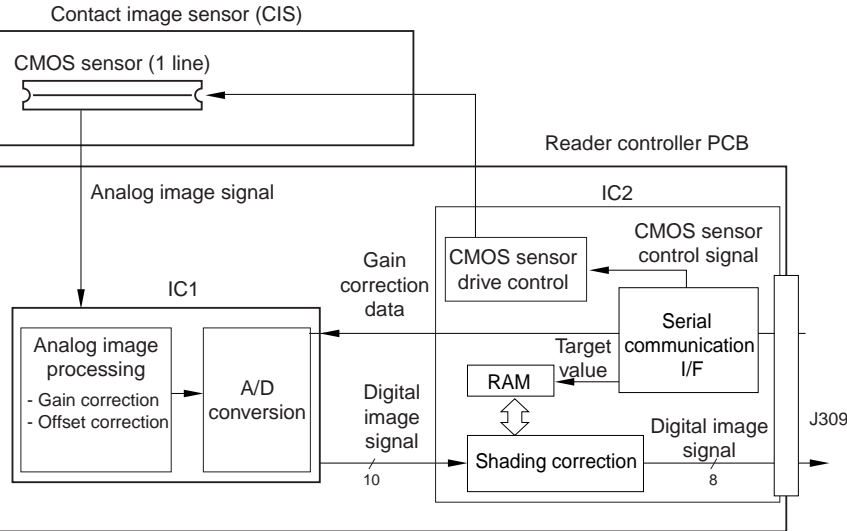 Contact image sensor (CIS)
CMOS sensor (1 line)
Reader controller PCB
Analog image signal
IC2
CMOS sensor
control signal
CMOS sensor
drive control
Gain
correction
data
IC1
Serial
communication
I/F
Analog image
processing
- Gain correction
- Offset correction
A/D
conversion
Target
value
RAM
Digital
image
signal
10
Shading correction
Digital image
signal
8
J309